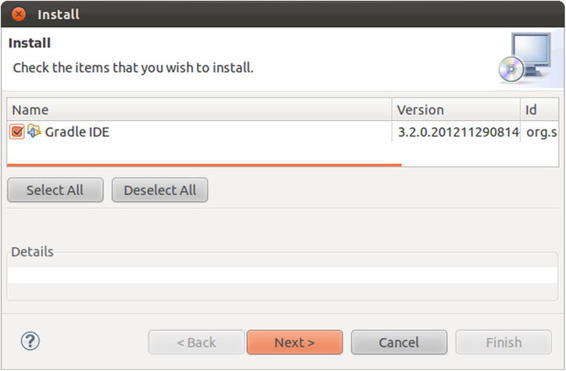 Install
Install
Check the items that you wish to install.
Name Version Id
Gradle IDE 3.2.0.201211290814 org.s
Select All Deselect All
Details
? < Back Next > Cancel Finish